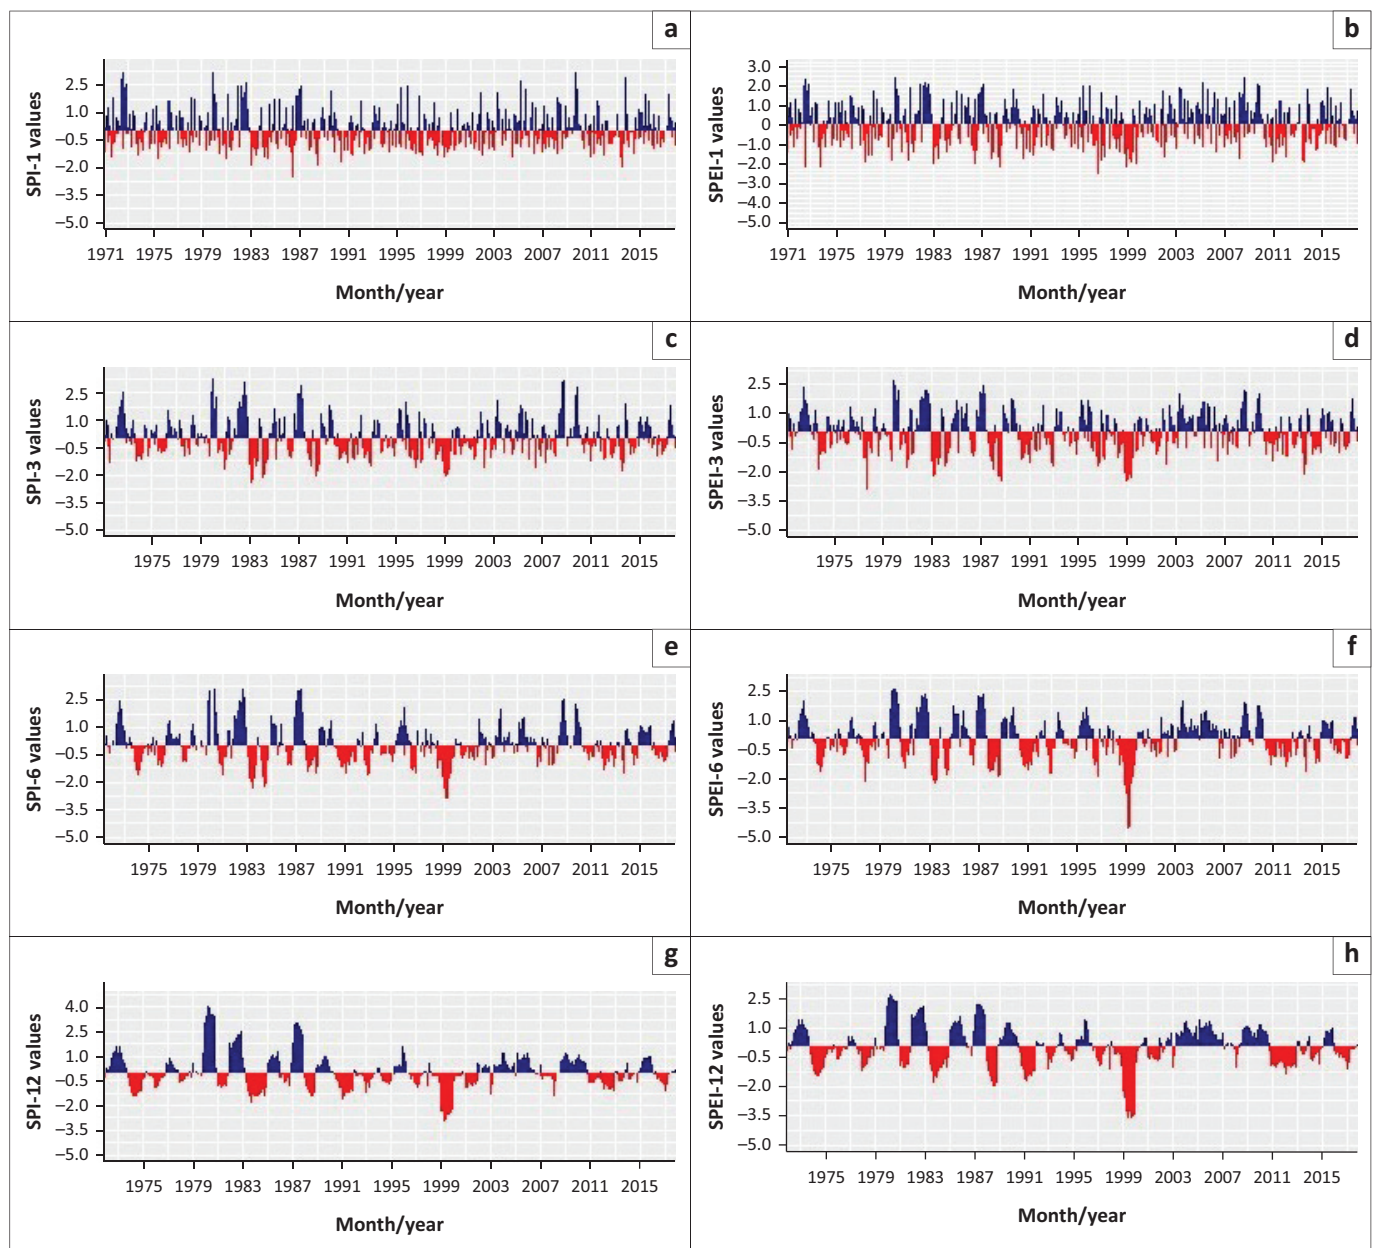 a
SPI-1 values
2.5
1.0
−0.5
−2.0
−3.5
−5.0
1971 1975 1979 1983 1987 1991 1995 1999 2003 2007 2011 2015
Month/year
b
SPEI-1 values
3.0
2.0
1.0
0
−1.0
−2.0
−3.0
−4.0
−5.0
1971 1975 1979 1983 1987 1991 1995 1999 2003 2007 2011 2015
Month/year
c
SPI-3 values
2.5
1.0
−0.5
−2.0
−3.5
−5.0
1975 1979 1983 1987 1991 1995 1999 2003 2007 2011 2015
Month/year
d
SPEI-3 values
2.5
1.0
−0.5
−2.0
−3.5
−5.0
1975 1979 1983 1987 1991 1995 1999 2003 2007 2011 2015
Month/year
e
SPI-6 values
2.5
1.0
−0.5
−2.0
−3.5
−5.0
1975 1979 1983 1987 1991 1995 1999 2003 2007 2011 2015
Month/year
f
SPEI-6 values
2.5
1.0
−0.5
−2.0
−3.5
−5.0
1975 1979 1983 1987 1991 1995 1999 2003 2007 2011 2015
Month/year
g
SPI-12 values
4.0
2.5
1.0
−0.5
−2.0
−3.5
−5.0
1975 1979 1983 1987 1991 1995 1999 2003 2007 2011 2015
Month/year
h
SPEI-12 values
2.5
1.0
−0.5
−2.0
−3.5
−5.0
1975 1979 1983 1987 1991 1995 1999 2003 2007 2011 2015
Month/year